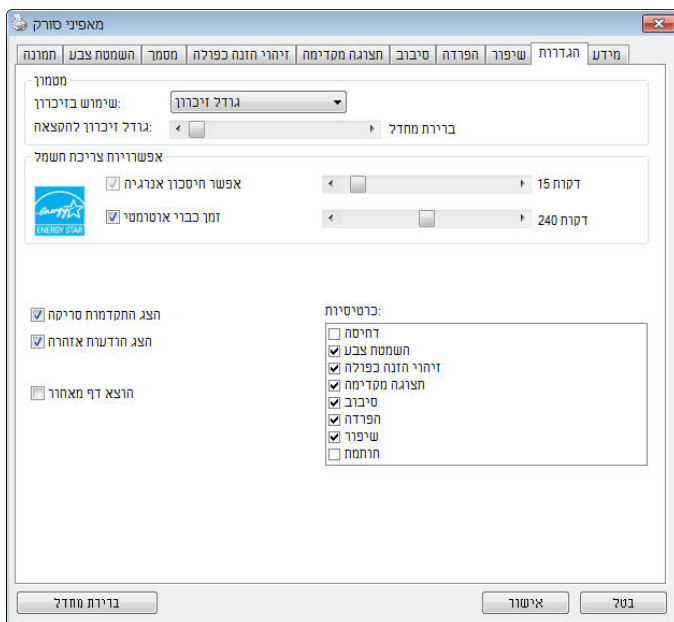 מאפיני סורק
תמונה השמטת צבע מסמך זיהוי הזנה כפולה תצוגה מקדימה סיבוב הפרדה שיפור הגדרות מידע
מטמון
שימוש בזיכרון: גודל זיכרון
גודל זיכרון להקצאה: ברירת מחדל
אפשרויות צריכת חשמל
אפשר חיסכון אנרגיה 15 דקות
זמן כבוי אוטומטי 240 דקות
energy
ENERGY STAR
הצג התקדמות סריקה
הצג הודעות אזהרה
הוצא דף מאחור
כרטיסיות:
דחיסה
השמטת צבע
זיהוי הזנה כפולה
תצוגה מקדימה
סיבוב
הפרדה
שיפור
חותמת
ברירת מחדל אישור בטל